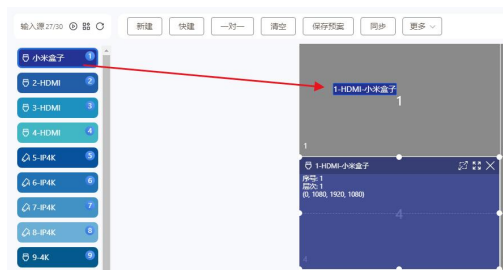 输入源 27/30
新建
快建
一对一
清空
保存预案
同步
更多
小米盒子 1
2-HDMI 2
3-HDMI 3
4-HDMI 4
5-IP4K 5
6-IP4K 6
7-IP4K 7
8-IP4K 8
9-4K 9
1-HDMI-小米盒子
1
1
1-HDMI-小米盒子
序号: 1
层次: 1
(0, 1080, 1920, 1080)
4
4